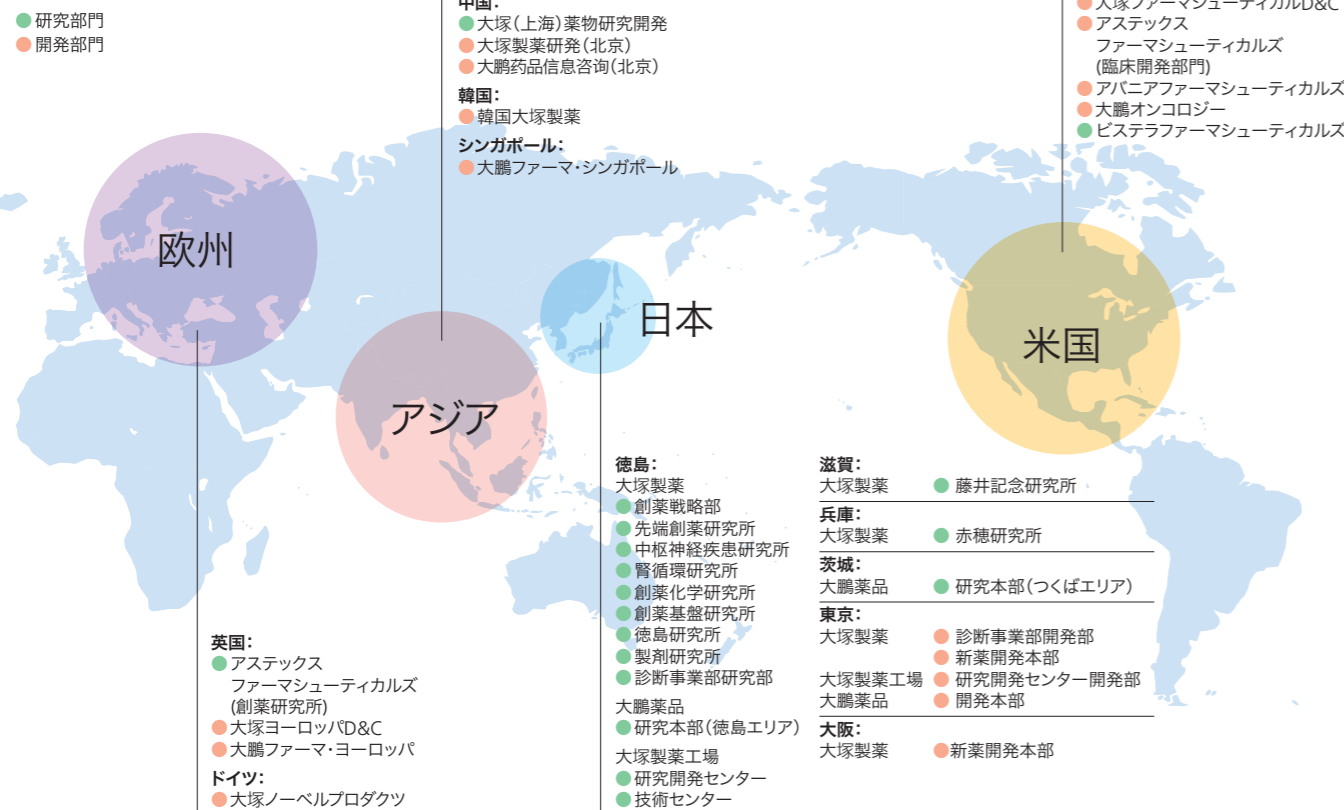 研究部門
開発部門
中国：
大塚（上海）薬物研究開発
大塚製薬研発（北京）
大鵬药品信息咨询（北京）
韓国：
韓国大塚製薬
シンガポール：
大鵬ファーマ・シンガポール
大塚ファーマシューティカルD&C
アステックス
ファーマシューティカルズ
(臨床開発部門)
アバニアファーマシューティカルズ
大鵬オンコロジー
ビステラファーマシューティカルズ
欧州
アジア
日本
米国
英国：
アステックス
ファーマシューティカルズ
(創薬研究所)
大塚ヨーロッパD&C
大鵬ファーマ・ヨーロッパ
ドイツ：
大塚ノーベルプロダクツ
徳島：
大塚製薬
創薬戦略部
先端創薬研究所
中枢神経疾患研究所
腎循環研究所
創薬化学研究所
創薬基盤研究所
徳島研究所
製剤研究所
診断事業部研究部
大鵬薬品
研究本部（徳島エリア）
大塚製薬工場
研究開発センター
技術センター
滋賀：
大塚製薬 藤井記念研究所
兵庫：
大塚製薬 赤穂研究所
茨城：
大鵬薬品 研究本部（つくばエリア）
東京：
大塚製薬 診断事業部開発部
新薬開発本部
大塚製薬工場 研究開発センター開発部
大鵬薬品 開発本部
大阪：
大塚製薬 新薬開発本部